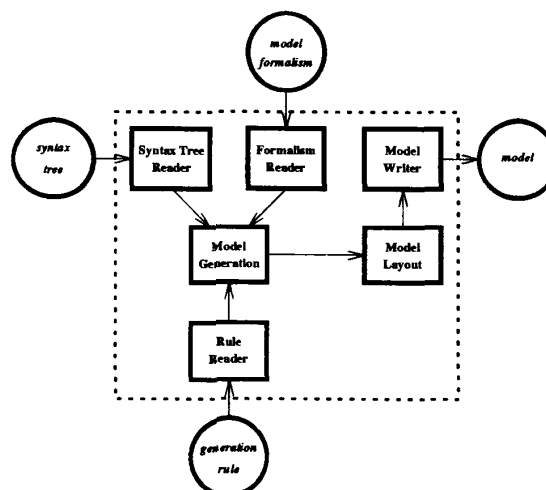 model
formalism
syntax
tree
Syntax Tree
Reader
Formalism
Reader
Model
Writer
model
Model
Generation
Model
Layout
Rule
Reader
generation
rule